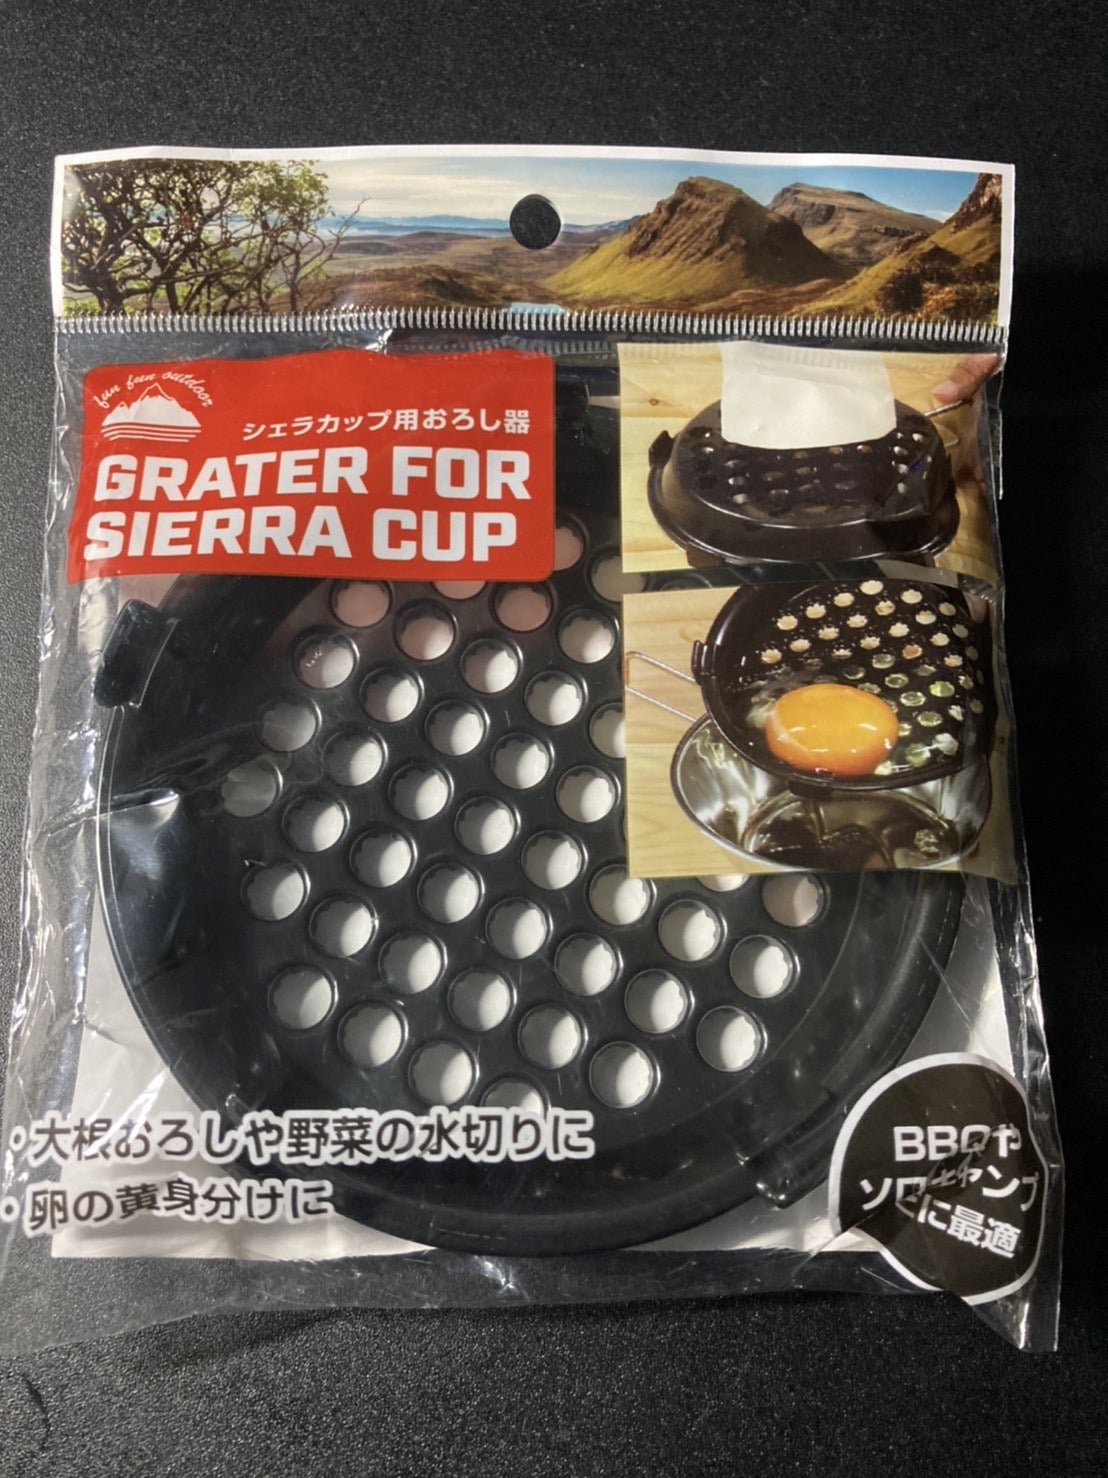 fun fun outdoor
シェラカップ用おろし器
GRATER FOR
SIERRA CUP
・大根おろしや野菜の水切りに
・卵の黄身分けに
BBQや
ソロキャンプ
に最適